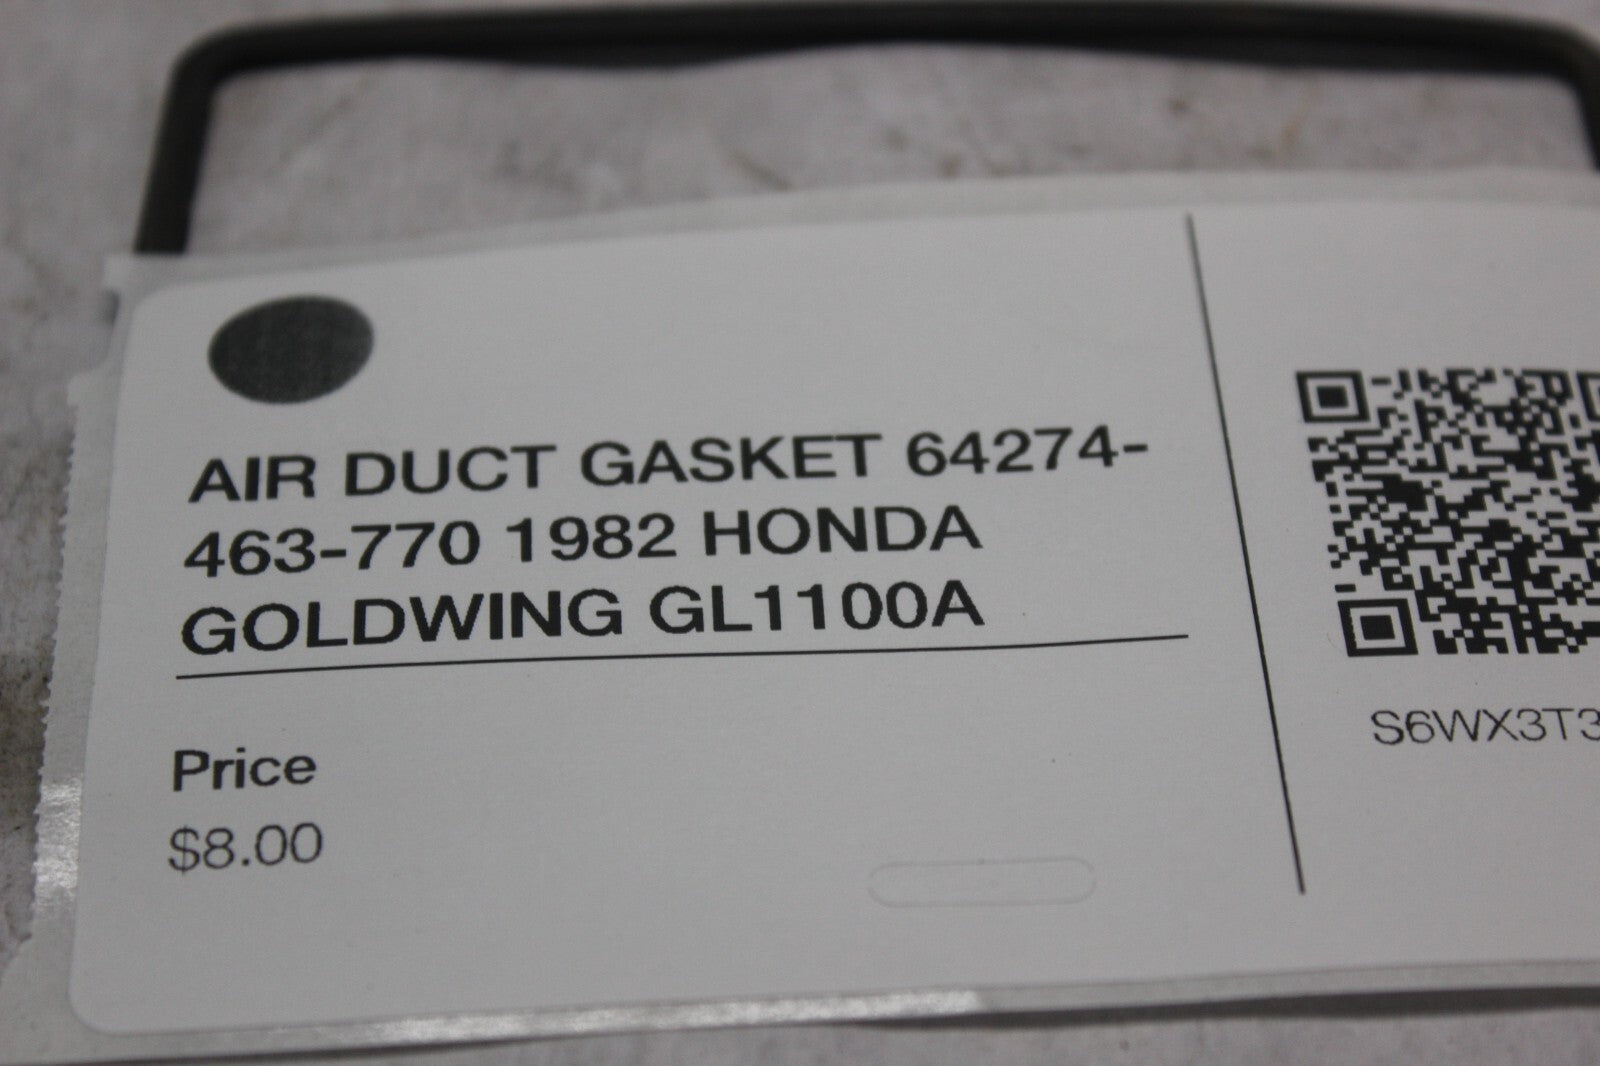 AIR DUCT GASKET 64274-
463-770 1982 HONDA
GOLDWING GL1100A
Price
$8.00
S6WX3T3